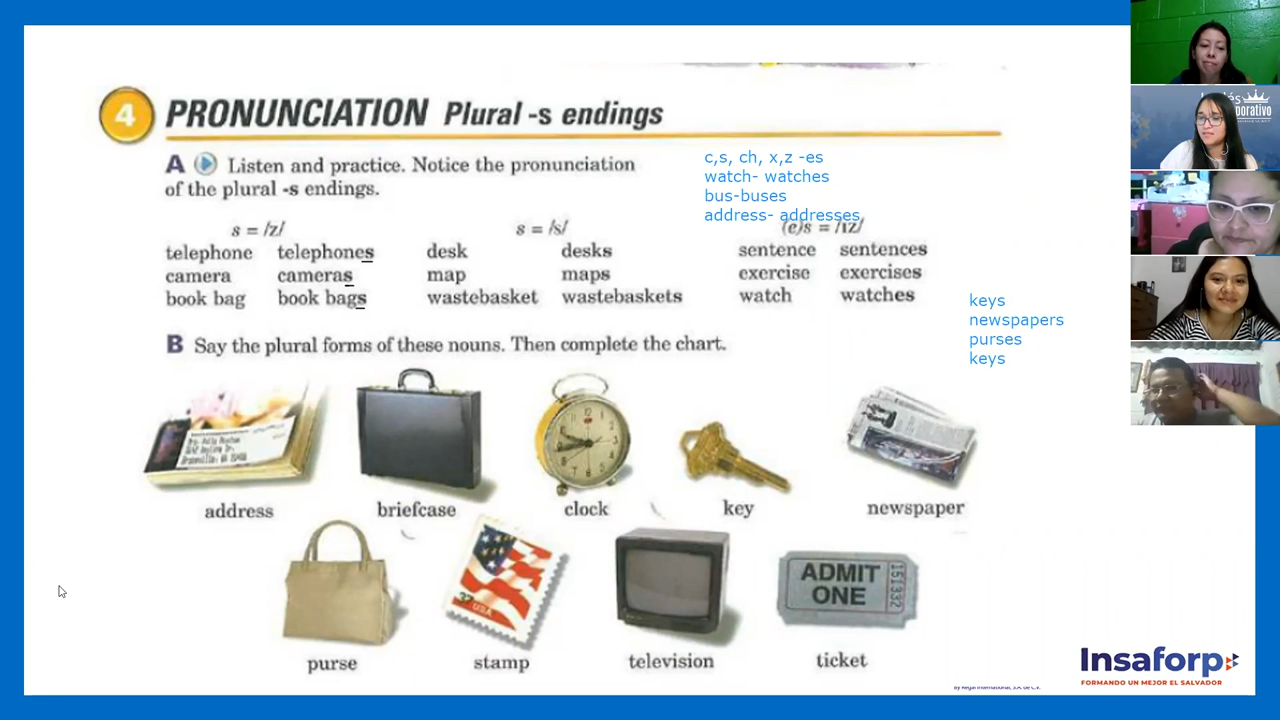 4 PRONUNCIATION Plural -s endings
A Listen and practice. Notice the pronunciation
of the plural -s endings.
c,s, ch, x,z -es
watch- watches
bus-buses
address- addresses
s = /z/ s = /s/ (e)s = /ɪz/
telephone telephones desk desks sentence sentences
camera cameras map maps exercise exercises
book bag book bags wastebasket wastebaskets watch watches
keys
newspapers
purses
keys
B Say the plural forms of these nouns. Then complete the chart.
address briefcase clock key newspaper
USA
ADMIT
ONE
151332
purse stamp television ticket
Insaforp
FORMANDO UN MEJOR EL SALVADOR